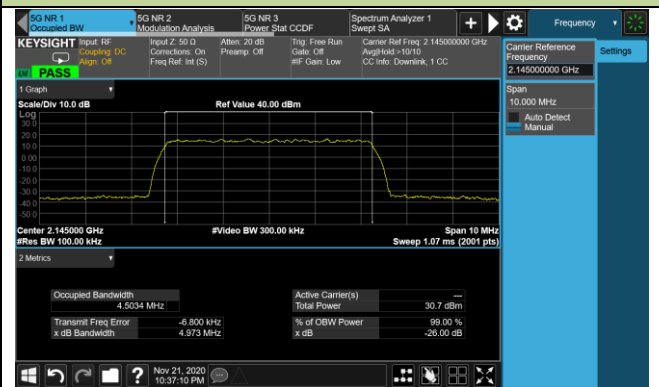 5G NR 1
Occupied BW
5G NR 2
Modulation Analysis
5G NR 3
Power Stat CCDF
Spectrum Analyzer 1
Swept SA
Frequency
KEYSIGHT
Input: RF
Coupling: DC
Align: Off
Input Z: 50 Ω
Corrections: On
Freq Ref: Int (S)
Atten: 20 dB
Preamp: Off
Trig: Free Run
Gate: Off
#IF Gain: Low
Carrier Ref Freq: 2.145000000 GHz
Avg|Hold >10/10
CC Info: Downlink, 1 CC
LW
PASS
Carrier Reference
Frequency
2.145000000 GHz
Settings
Span
10.000 MHz
Auto Detect
Manual
1 Graph
Scale/Div 10.0 dB
Ref Value 40.00 dBm
Log
30.0
20.0
10.0
0.00
-10.0
-20.0
-30.0
-40.0
-50.0
Center 2.145000 GHz
#Video BW 300.00 kHz
Span 10 MHz
#Res BW 100.00 kHz
Sweep 1.07 ms (2001 pts)
2 Metrics
Occupied Bandwidth
4.5034 MHz
Active Carrier(s)
---
Total Power
30.7 dBm
Transmit Freq Error
-6.800 kHz
% of OBW Power
99.00 %
x dB Bandwidth
4.973 MHz
x dB
-26.00 dB
?
Nov 21, 2020
10:37:10 PM